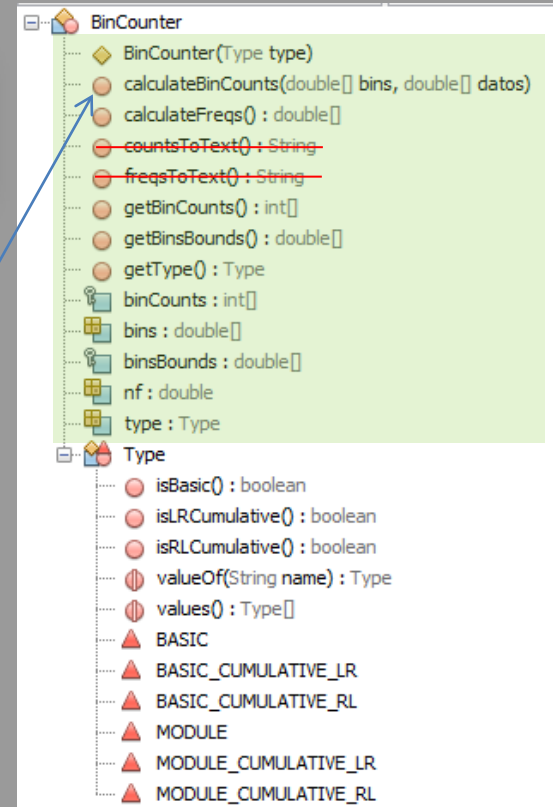 BinCounter
BinCounter(Type type)
calculateBinCounts(double[] bins, double[] datos)
calculateFreqs() : double[]
countsToText() : String
freqsToText() : String
getBinCounts() : int[]
getBinsBounds() : double[]
getType() : Type
binCounts : int[]
bins : double[]
binsBounds : double[]
nf : double
type : Type
Type
isBasic() : boolean
isLRCumulative() : boolean
isRLCumulative() : boolean
valueOf(String name) : Type
values() : Type[]
BASIC
BASIC_CUMULATIVE_LR
BASIC_CUMULATIVE_RL
MODULE
MODULE_CUMULATIVE_LR
MODULE_CUMULATIVE_RL